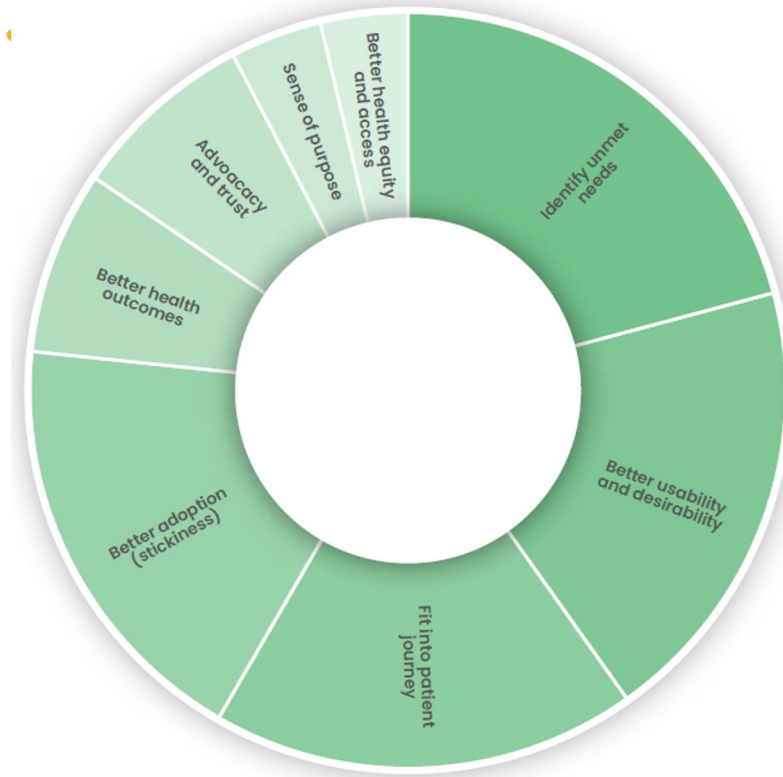 Identify unmet
needs
Better usability
and desirability
Fit into patient
journey
Better adoption
(stickiness)
Better health
outcomes
Advoacacy
and trust
Sense of purpose
Better health equity
and access